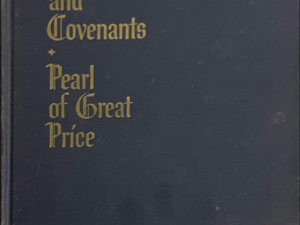 and
Covenants
+
Pearl
of Great
Price